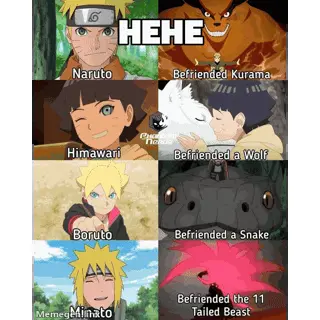 HEHE
Naruto
Befriended Kurama
Himawari
Befriended a Wolf
Boruto
Befriended a Snake
Minato
Befriended the 11
Tailed Beast